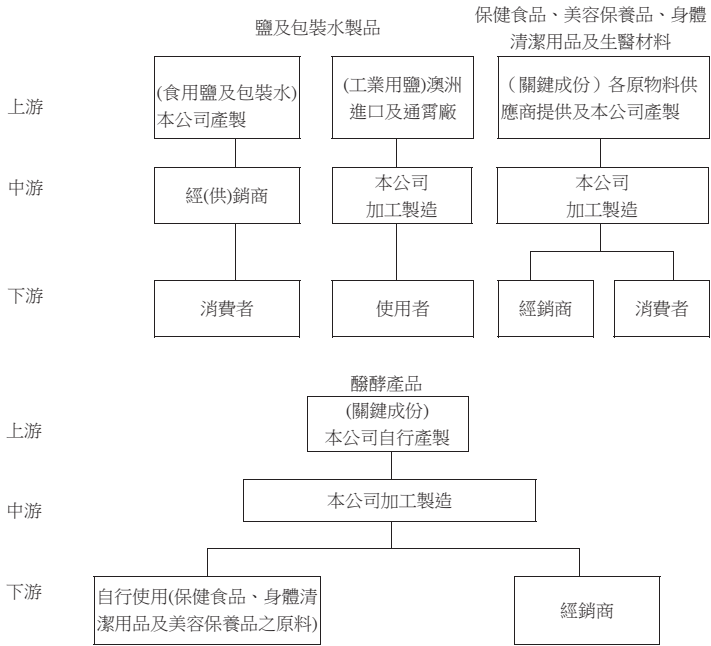 鹽及包裝水製品
保健食品、美容保養品、身體
清潔用品及生醫材料
上游
(食用鹽及包裝水)
本公司產製
(工業用鹽)澳洲
進口及通霄廠
（關鍵成份）各原物料供
應商提供及本公司產製
中游
經(供)銷商
本公司
加工製造
本公司
加工製造
下游
消費者
使用者
經銷商
消費者
醱酵產品
上游
(關鍵成份)
本公司自行產製
中游
本公司加工製造
下游
自行使用(保健食品、身體清
潔用品及美容保養品之原料)
經銷商